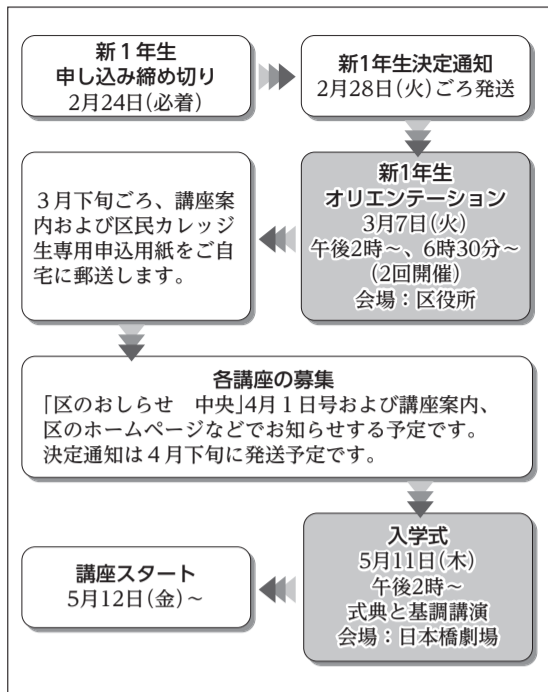 新１年生
申し込み締め切り
2月24日(必着)
新1年生決定通知
2月28日(火)ごろ発送
新1年生
オリエンテーション
3月7日(火)
午後2時～、6時30分～
(2回開催)
会場：区役所
３月下旬ごろ、講座案
内および区民カレッジ
生専用申込用紙をご自
宅に郵送します。
各講座の募集
「区のおしらせ　中央」4月１日号および講座案内、
区のホームページなどでお知らせする予定です。
決定通知は４月下旬に発送予定です。
入学式
5月11日(木)
午後2時～
式典と基調講演
会場：日本橋劇場
講座スタート
5月12日(金)～